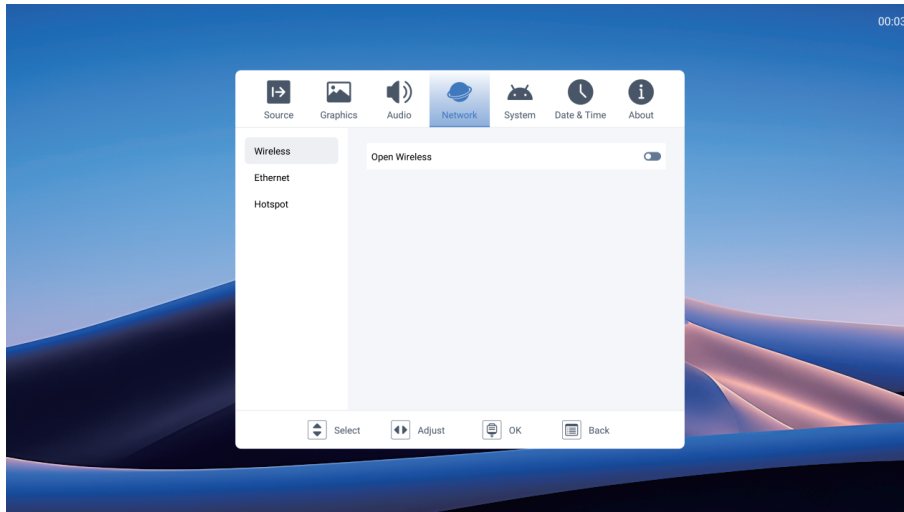 00:03
Source Graphics Audio Network System Date & Time About
Wireless
Open Wireless
Ethernet
Hotspot
Select Adjust OK Back